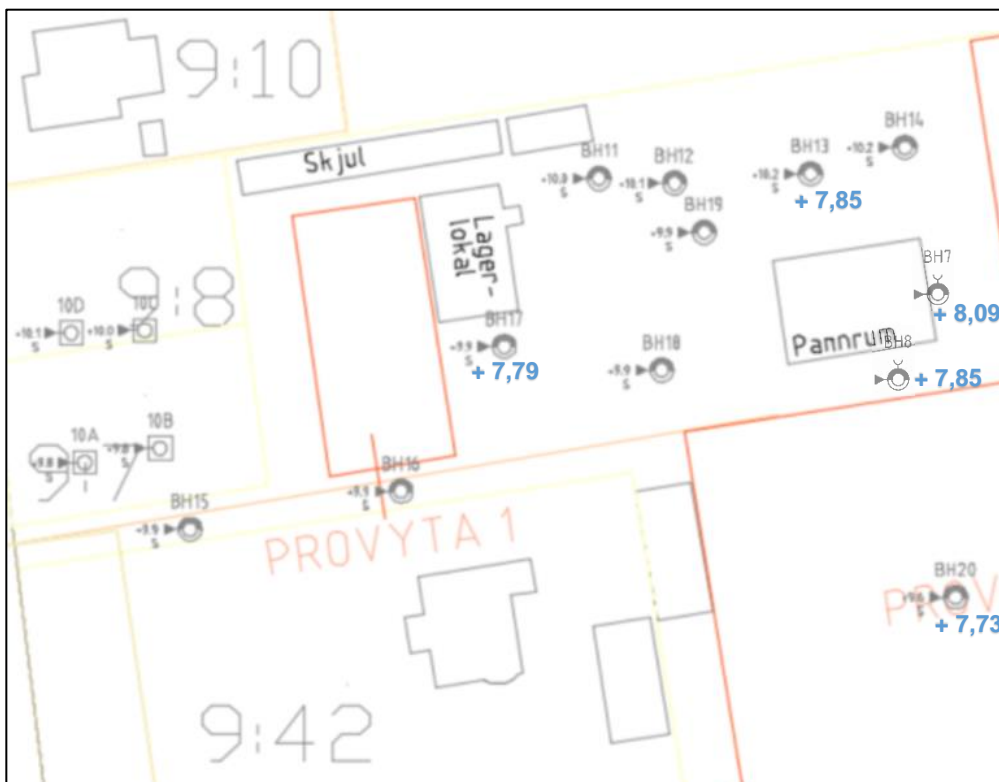 9:10
Skjul
BH11
+10.0
S
BH12
+10.1
S
BH13
+10.2
S
+ 7,85
BH14
+10.2
S
BH19
+9.9
S
Lager-
lokal
9:8
10D
+10.1
S
10C
+10.0
S
BH7
+ 8,09
BH17
+9.9
S
+ 7,79
BH18
+9.9
S
Pannrum
BH8
+ 7,85
10A
+9.8
S
10B
+9.8
S
BH16
+9.9
S
BH15
+9.9
S
PROVYTA 1
BH20
+9.6
S
PROV
+ 7,73
9:42